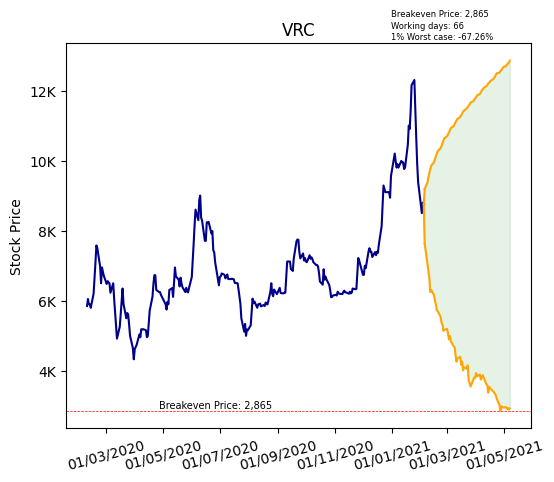 Breakeven Price: 2,865
Working days: 66
1% Worst case: -67.26%
VRC
Stock Price
12K
10K
8K
6K
4K
Breakeven Price: 2,865
01/03/2020
01/05/2020
01/07/2020
01/09/2020
01/11/2020
01/01/2021
01/03/2021
01/05/2021